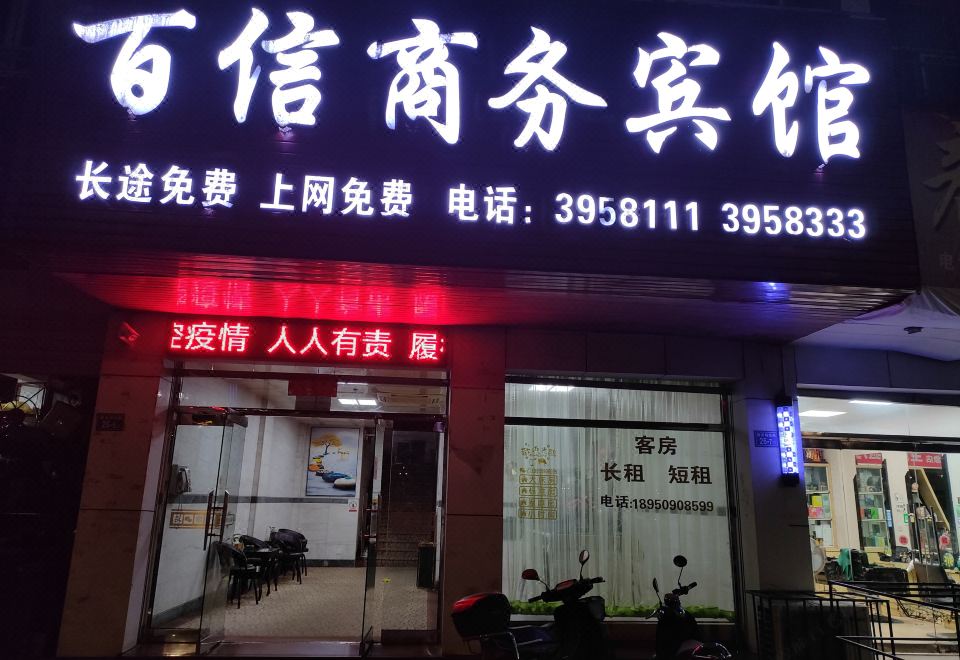 百信商务宾馆
长途免费 上网免费 电话：3958111 3958333
疫情 人人有责 履
客房
长租 短租
电话:18950908599